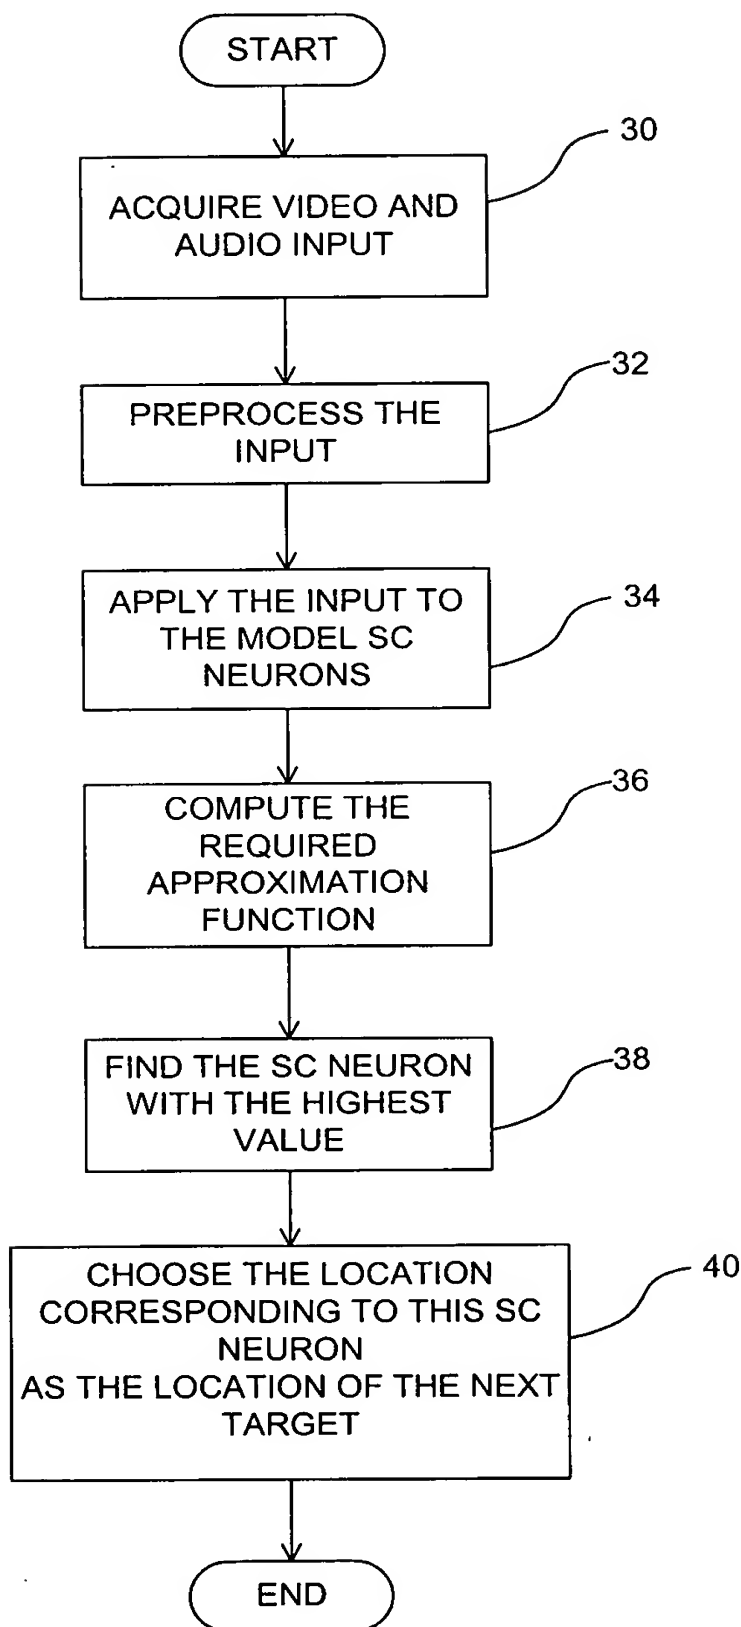 START
30
ACQUIRE VIDEO AND
AUDIO INPUT
32
PREPROCESS THE
INPUT
34
APPLY THE INPUT TO
THE MODEL SC
NEURONS
36
COMPUTE THE
REQUIRED
APPROXIMATION
FUNCTION
38
FIND THE SC NEURON
WITH THE HIGHEST
VALUE
40
CHOOSE THE LOCATION
CORRESPONDING TO THIS SC
NEURON
AS THE LOCATION OF THE NEXT
TARGET
END